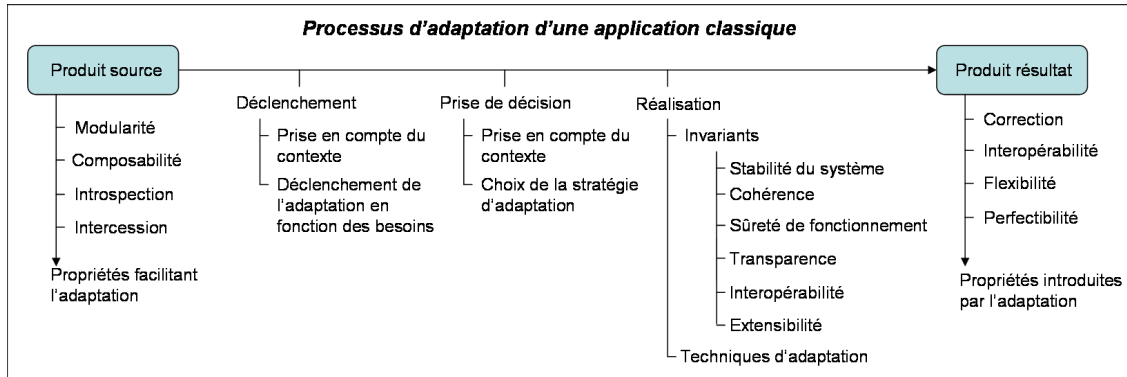 Processus d'adaptation d'une application classique
Produit source
Produit résultat
Modularité
Composabilité
Introspection
Intercession
Propriétés facilitant
l'adaptation
Déclenchement
Prise en compte du
contexte
Déclenchement de
l'adaptation en
fonction des besoins
Prise de décision
Prise en compte du
contexte
Choix de la stratégie
d'adaptation
Réalisation
Invariants
Stabilité du système
Cohérence
Sûreté de fonctionnement
Transparence
Interopérabilité
Extensibilité
Techniques d'adaptation
Correction
Interopérabilité
Flexibilité
Perfectibilité
Propriétés introduites
par l'adaptation